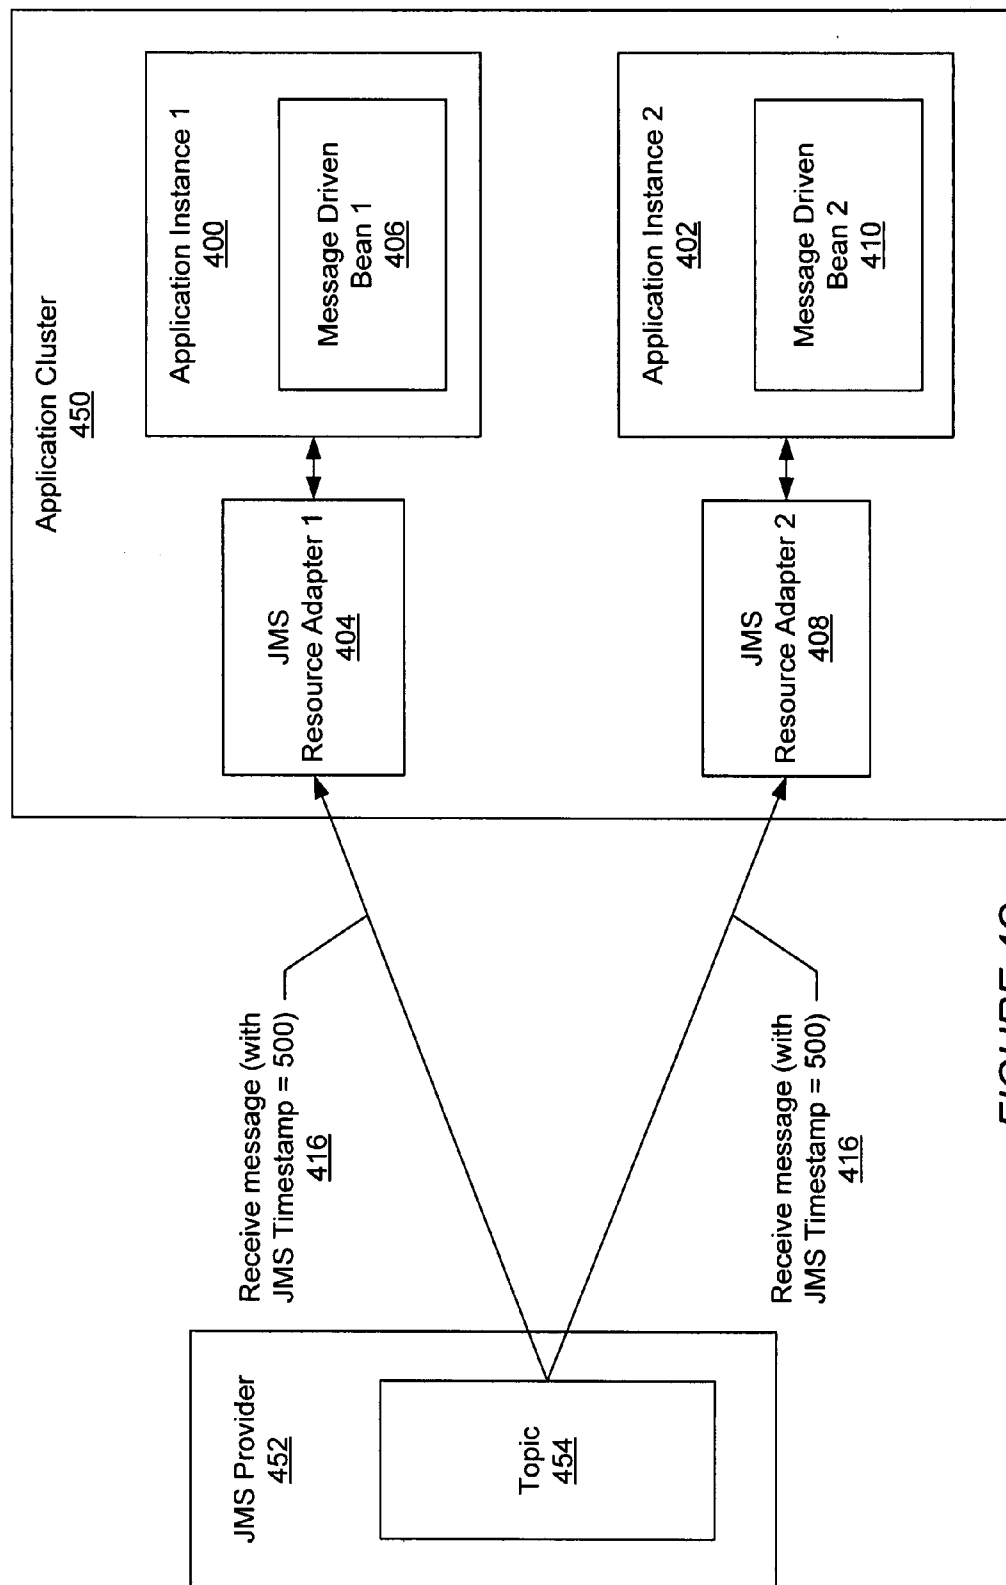 Application Cluster
450
Application Instance 1
400
Message Driven
Bean 1
406
JMS
Resource Adapter 1
404
Application Instance 2
402
Message Driven
Bean 2
410
JMS
Resource Adapter 2
408
Receive message (with
JMS Timestamp = 500)
416
Receive message (with
JMS Timestamp = 500)
416
JMS Provider
452
Topic
454
FIGURE